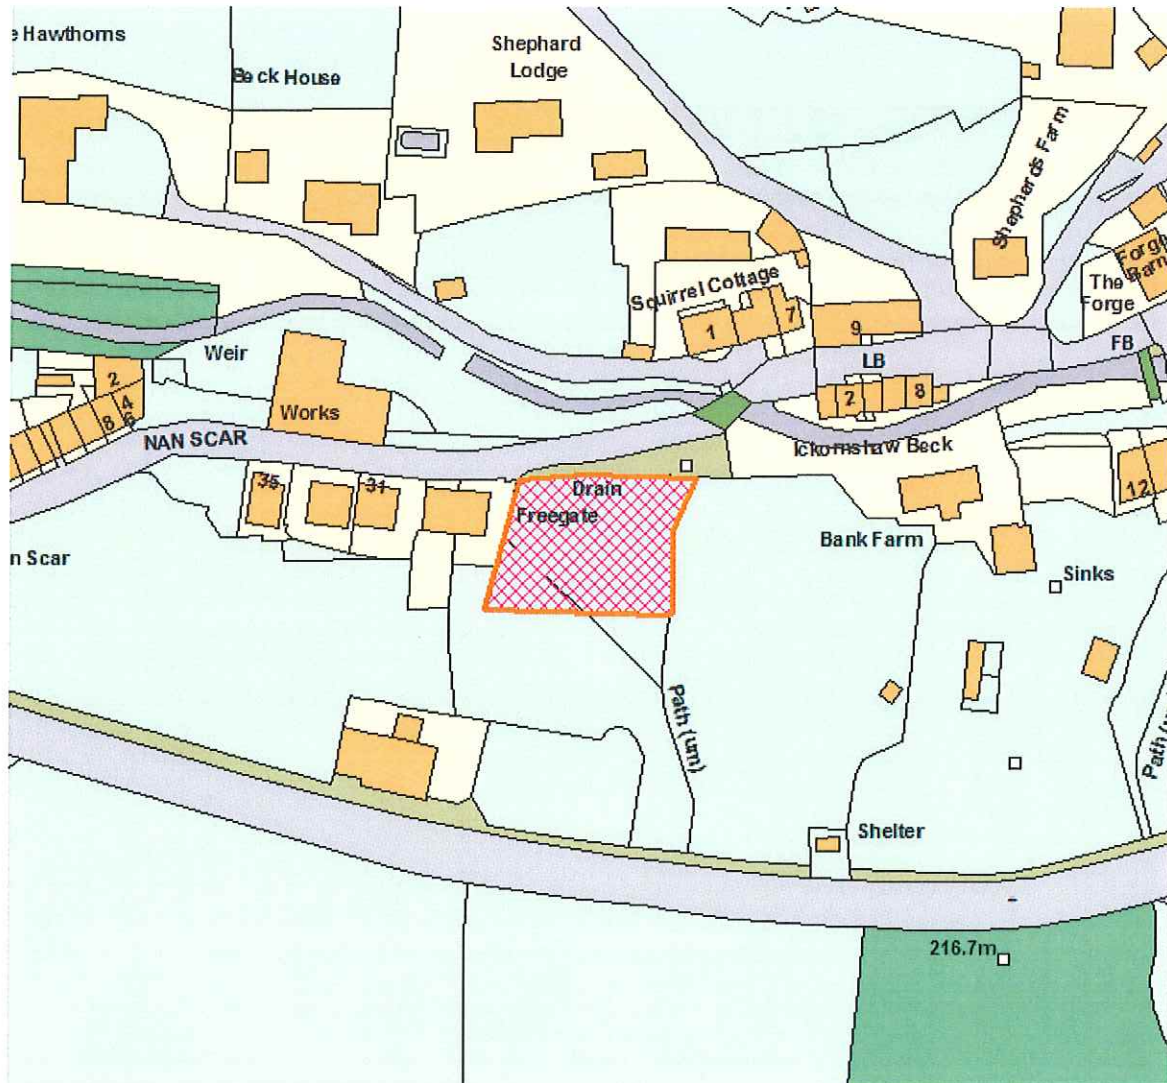 e Hawthorns
Beck House
Shephard
Lodge
Shepherds Farm
Forge
Barn
The
Forge
Squirrel Cottage
1
7
9
LB
FB
2
8
Weir
Works
2
4
6
8
NAN SCAR
Ickornshaw Beck
35
31
Drain
Freegate
12
n Scar
Bank Farm
Sinks
Path (um)
Path (u
Shelter
216.7m